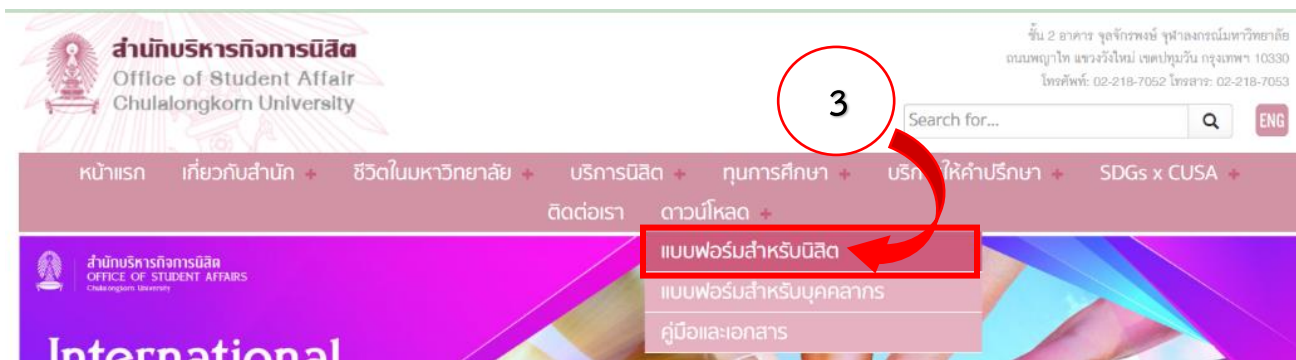 สำนักบริหารกิจการนิสิต
Office of Student Affair
Chulalongkorn University
ชั้น 2 อาคาร จุลจักรพงษ์ จุฬาลงกรณ์มหาวิทยาลัย
ถนนพญาไท แขวงวังใหม่ เขตปทุมวัน กรุงเทพฯ 10330
โทรศัพท์: 02-218-7052 โทรสาร: 02-218-7053
3
Search for...
ENG
หน้าแรก เกี่ยวกับสำนัก + ชีวิตในมหาวิทยาลัย + บริการนิสิต + ทุนการศึกษา + ให้คำปรึกษา + SDGs x CUSA +
ติดต่อเรา ดาวน์โหลด +
แบบฟอร์มสำหรับนิสิต
แบบฟอร์มสำหรับบุคคลากร
คู่มือและเอกสาร
สำนักบริหารกิจการนิสิต
OFFICE OF STUDENT AFFAIRS
Chulalongkorn University
International